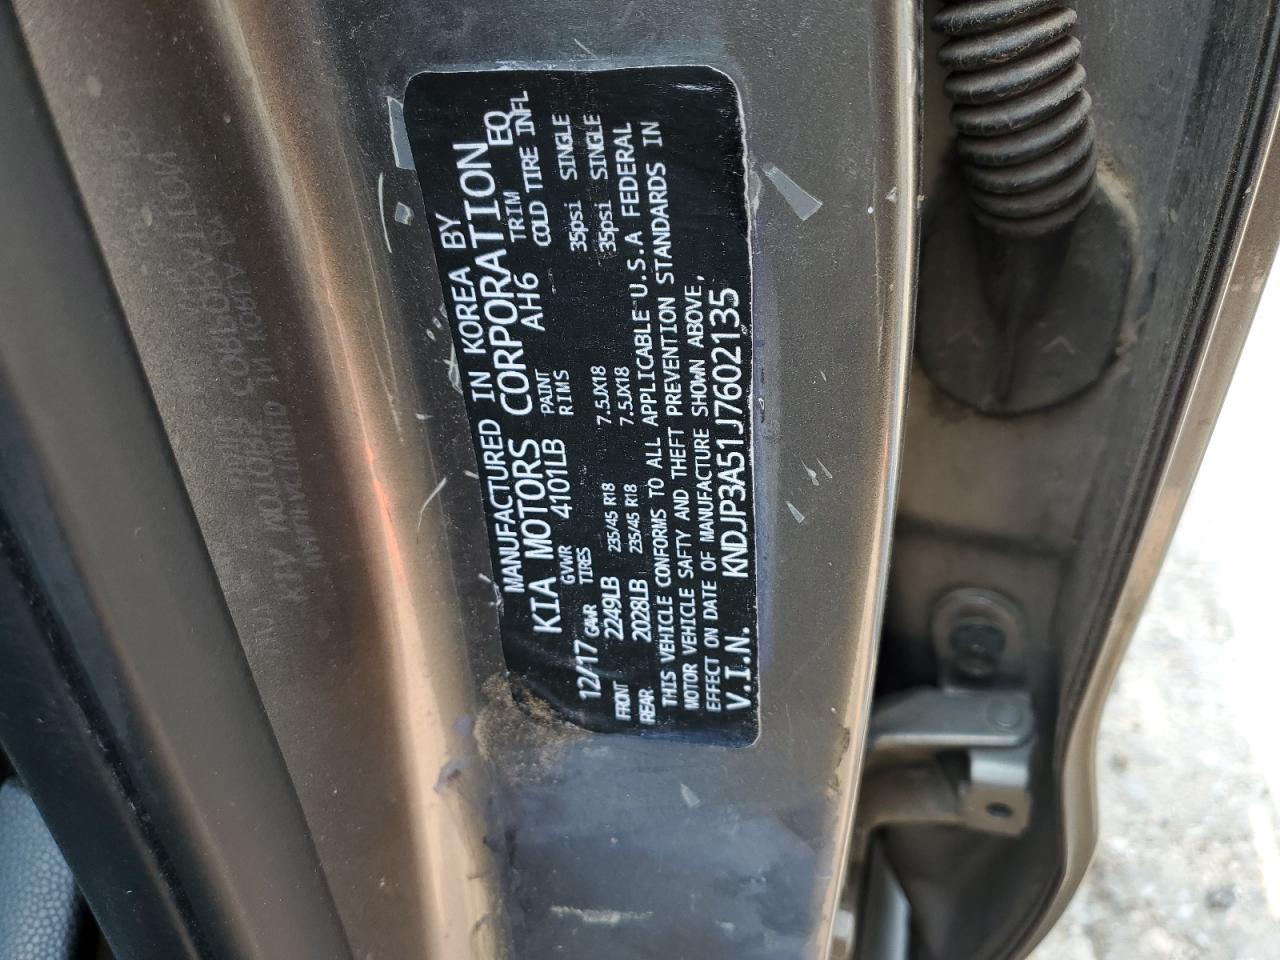 MANUFACTURED IN KOREA BY
KIA MOTORS CORPORATION
12/17 GVWR 4101LB PAINT AH6 TRIM EQ
GAWR TIRES RIMS COLD TIRE INFL
FRONT 2249LB 235/45 R18 7.5JX18 35psi SINGLE
REAR 2028LB 235/45 R18 7.5JX18 35psi SINGLE
THIS VEHICLE CONFORMS TO ALL APPLICABLE U.S.A FEDERAL
MOTOR VEHICLE SAFTY AND THEFT PREVENTION STANDARDS IN
EFFECT ON DATE OF MANUFACTURE SHOWN ABOVE.
V.I.N. KNDJP3A51J7602135